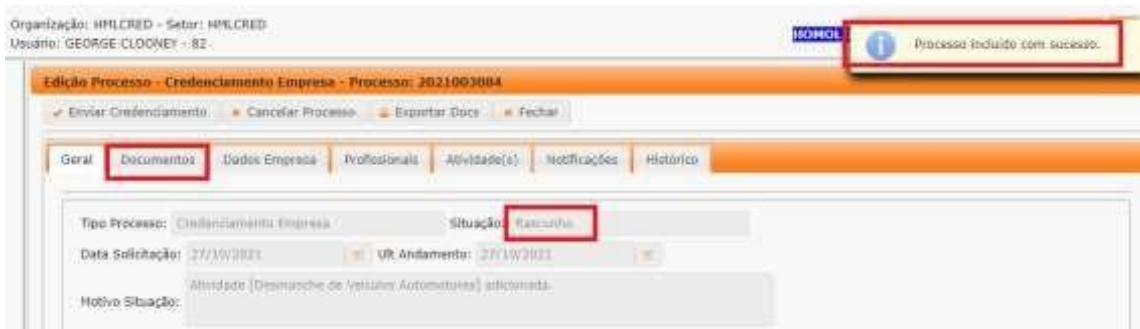 Organização: HMLCRED - Setor: HMLCRED
Usuário: GEORGE CLOONEY - 82
HOMOL
Processo incluído com sucesso.
Edição Processo - Credenciamento Empresa - Processo: 2021003084
Enviar Credenciamento Cancelar Processo Exportar Docs Fechar
Geral Documentos Dados Empresa Profissionais Atividade(s) Notificações Histórico
Tipo Processo: Credenciamento Empresa Situação: Rascunho
Data Solicitação: 27/10/2021 Ult Andamento: 27/10/2021
Atividade [Desmanche de Veículos Automotores] adicionada.
Motivo Situação: